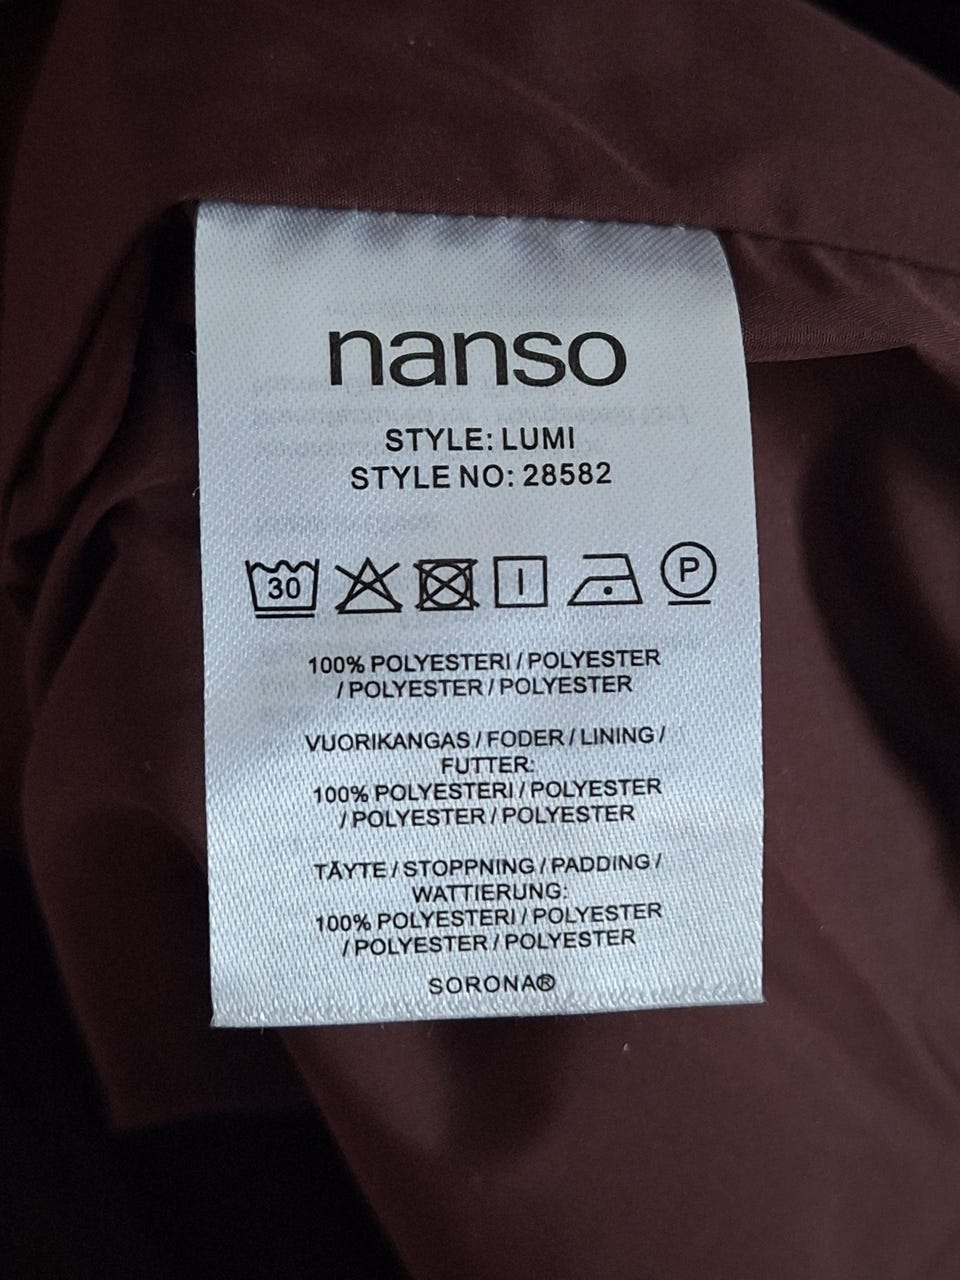 nanso
STYLE: LUMI
STYLE NO: 28582
30 P
100% POLYESTERI / POLYESTER
/ POLYESTER / POLYESTER
VUORIKANGAS / FODER / LINING /
FUTTER:
100% POLYESTERI / POLYESTER
/ POLYESTER / POLYESTER
TÄYTE / STOPPNING / PADDING /
WATTIERUNG:
100% POLYESTERI / POLYESTER
/ POLYESTER / POLYESTER
SORONA®